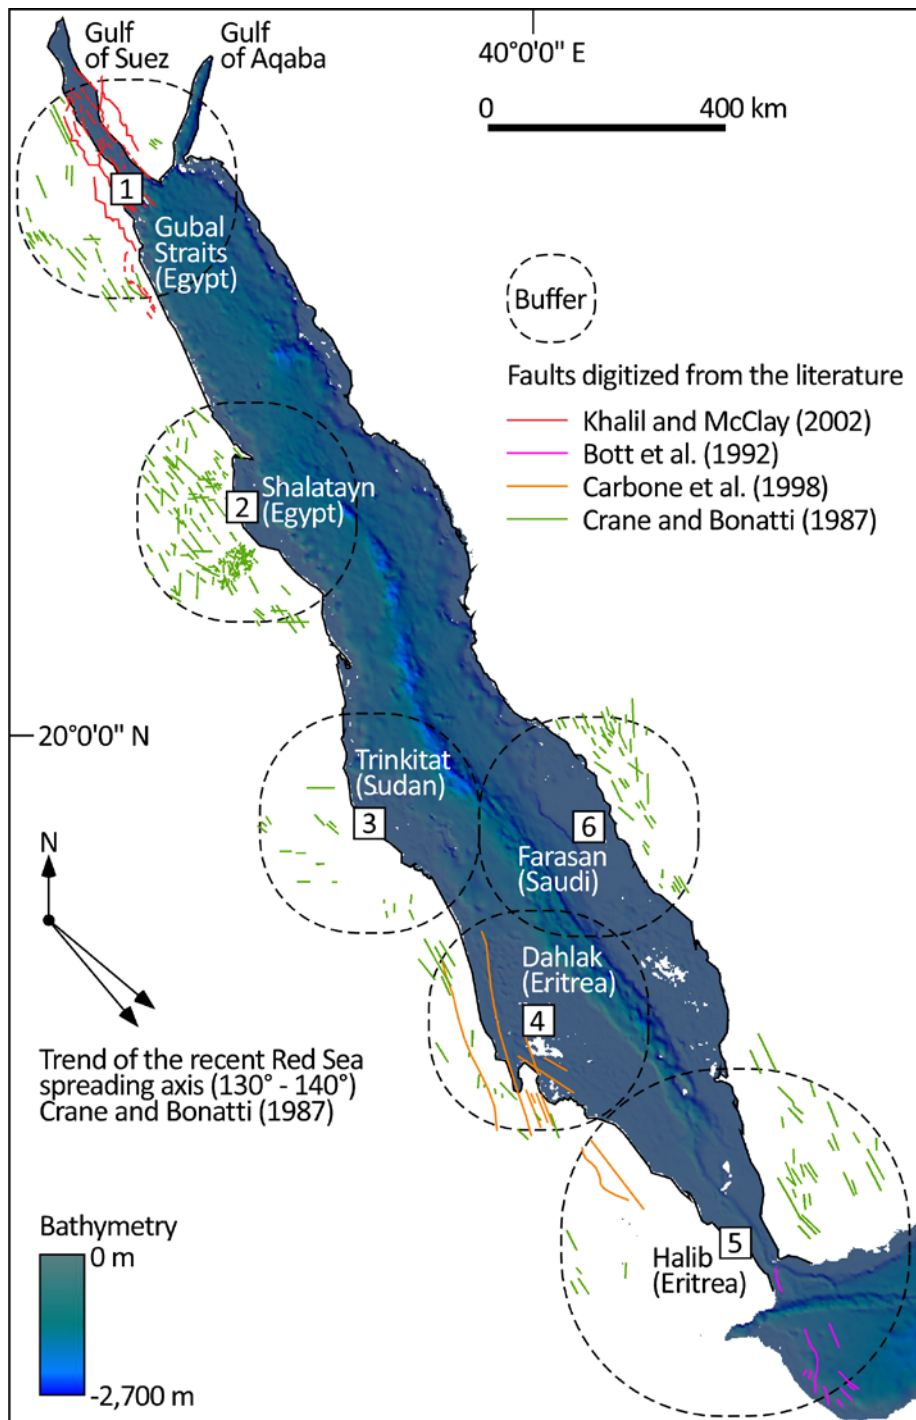 Gulf
of Suez
Gulf
of Aqaba
40°0'0" E
0
400 km
1
Gubal
Straits
(Egypt)
Buffer
Faults digitized from the literature
Khalil and McClay (2002)
Bott et al. (1992)
Carbone et al. (1998)
Crane and Bonatti (1987)
2
Shalatayn
(Egypt)
20°0'0" N
Trinkitat
(Sudan)
3
6
Farasan
(Saudi)
N
Dahlak
(Eritrea)
4
Trend of the recent Red Sea
spreading axis (130° - 140°)
Crane and Bonatti (1987)
Bathymetry
0 m
-2,700 m
5
Halib
(Eritrea)